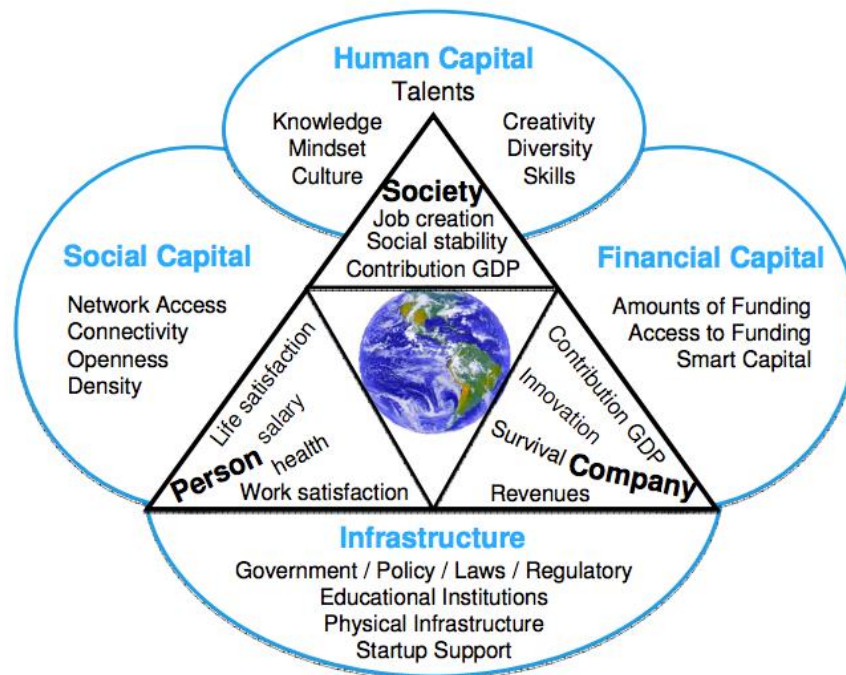 Human Capital
Talents
Knowledge
Mindset
Culture
Creativity
Diversity
Skills
Society
Job creation
Social stability
Contribution GDP
Social Capital
Network Access
Connectivity
Openness
Density
Financial Capital
Amounts of Funding
Access to Funding
Smart Capital
Life satisfaction
salary
health
Person
Work satisfaction
Contribution GDP
Innovation
Survival
Company
Revenues
Infrastructure
Government / Policy / Laws / Regulatory
Educational Institutions
Physical Infrastructure
Startup Support